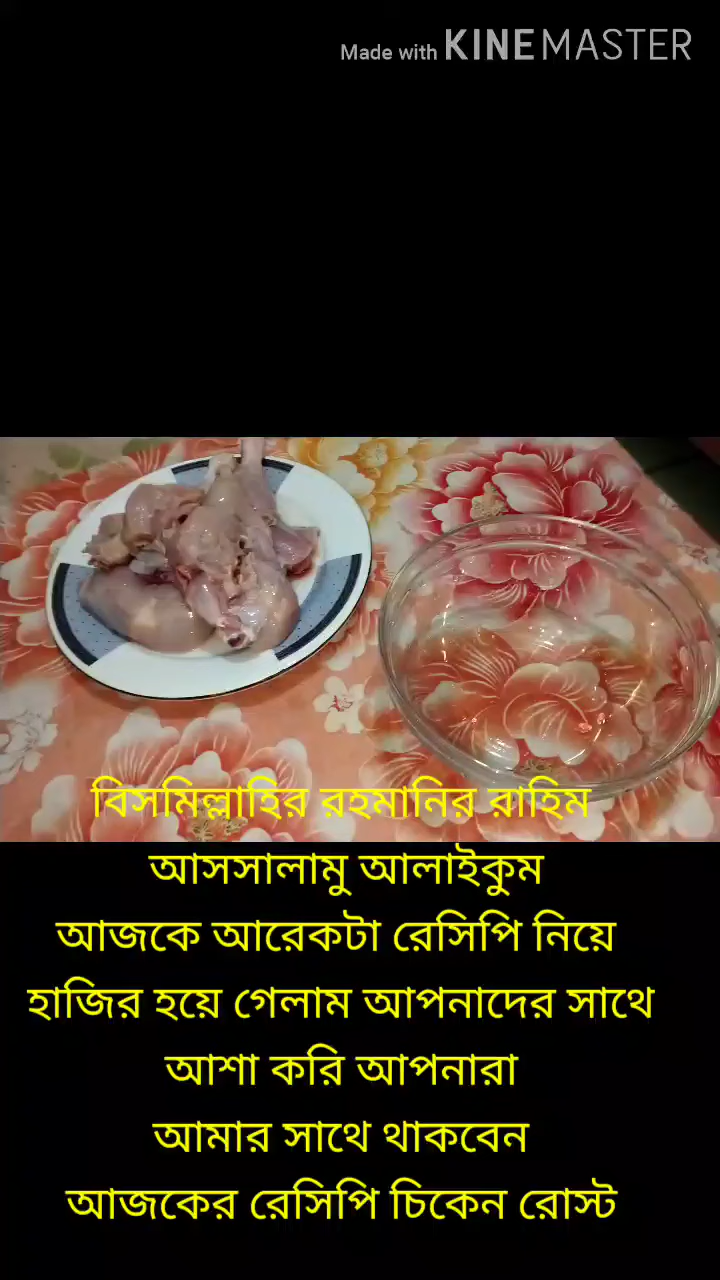 Made with KINEMASTER
বিসমিল্লাহির রহমানির রাহিম
আসসালামু আলাইকুম
আজকে আরেকটা রেসিপি নিয়ে
হাজির হয়ে গেলাম আপনাদের সাথে
আশা করি আপনারা
আমার সাথে থাকবেন
আজকের রেসিপি চিকেন রোস্ট